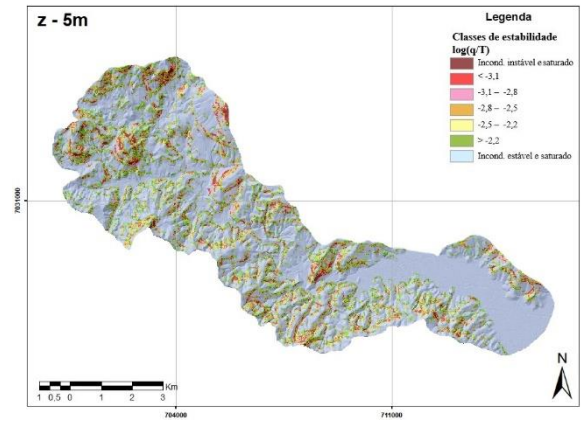 z - 5m
Legenda
Classes de estabilidade
log(q/T)
Incond. instável e saturado
< -3,1
-3,1 – -2,8
-2,8 – -2,5
-2,5 – -2,2
> -2,2
Incond. estável e saturado
7031000
N
Km
1 0,5 0 1 2 3
704000 711000